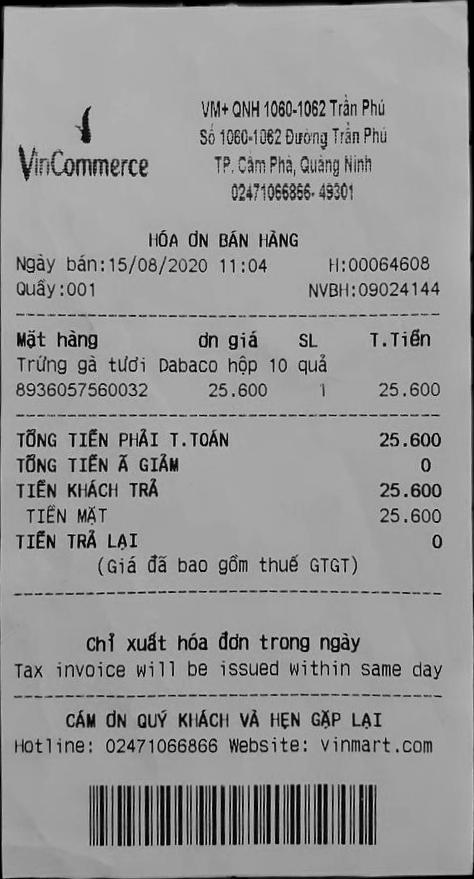 VinCommerce
VM+ QNH 1060-1062 Trần Phú
Số 1060-1062 Đường Trần Phú
TP. Cẩm Phả, Quảng Ninh
02471066866- 49301
HÓA ƠN BÁN HÀNG
Ngày bán:15/08/2020 11:04 H:00064608
Quầy:001 NVBH:09024144
Mặt hàng ơn giá SL T.Tiền
Trứng gà tươi Dabaco hộp 10 quả
8936057560032 25.600 1 25.600
TỔNG TIỀN PHẢI T.TOÁN 25.600
TỔNG TIỀN Ã GIẢM 0
TIỀN KHÁCH TRẢ 25.600
TIỀN MẶT 25.600
TIỀN TRẢ LẠI 0
(Giá đã bao gồm thuế GTGT)
Chỉ xuất hóa đơn trong ngày
Tax invoice will be issued within same day
CÁM ƠN QUÝ KHÁCH VÀ HẸN GẶP LẠI
Hotline: 02471066866 Website: vinmart.com